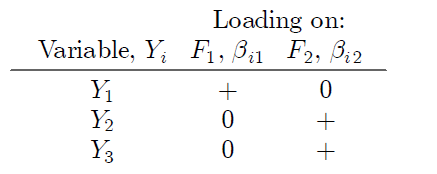 Loading on:
Variable, Yᵢ F₁, βᵢ₁ F₂, βᵢ₂
Y₁ + 0
Y₂ 0 +
Y₃ 0 +